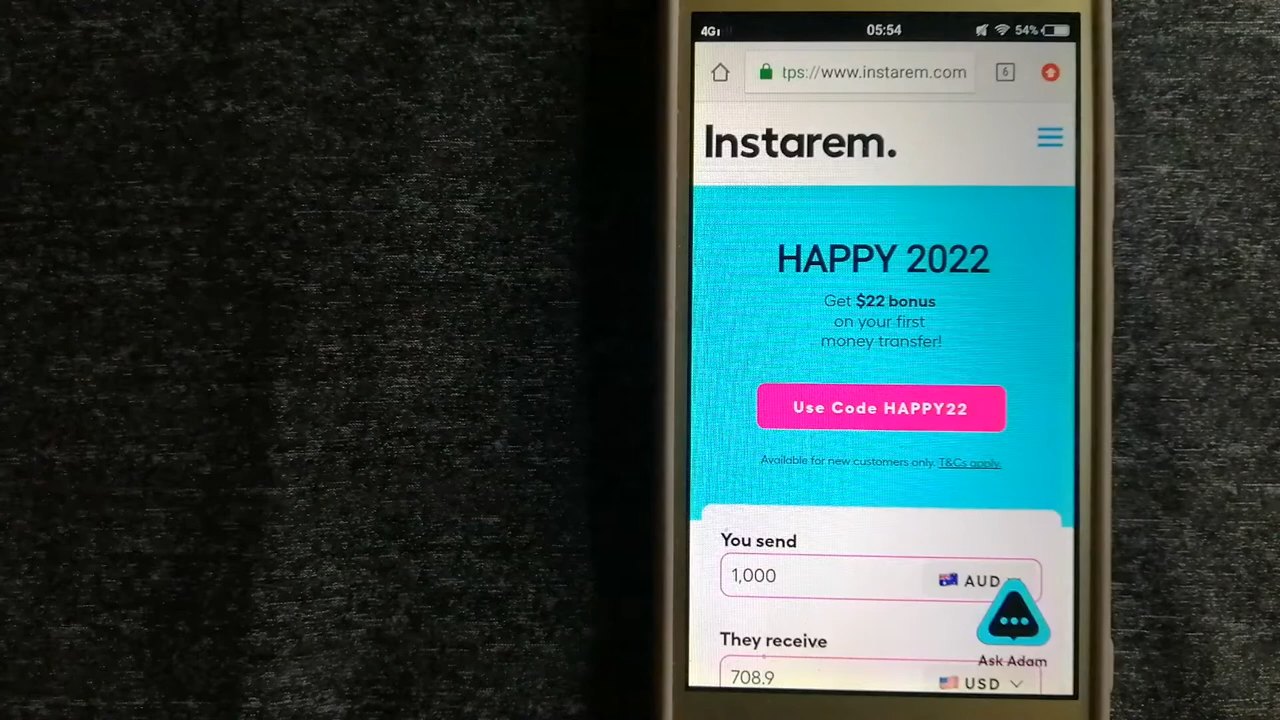 4G
05:54
54%
tps://www.instarem.com
6
Instarem.
HAPPY 2022
Get $22 bonus
on your first
money transfer!
Use Code HAPPY22
Available for new customers only. T&Cs apply.
You send
1,000
AUD
They receive
708.9
USD
Ask Adam